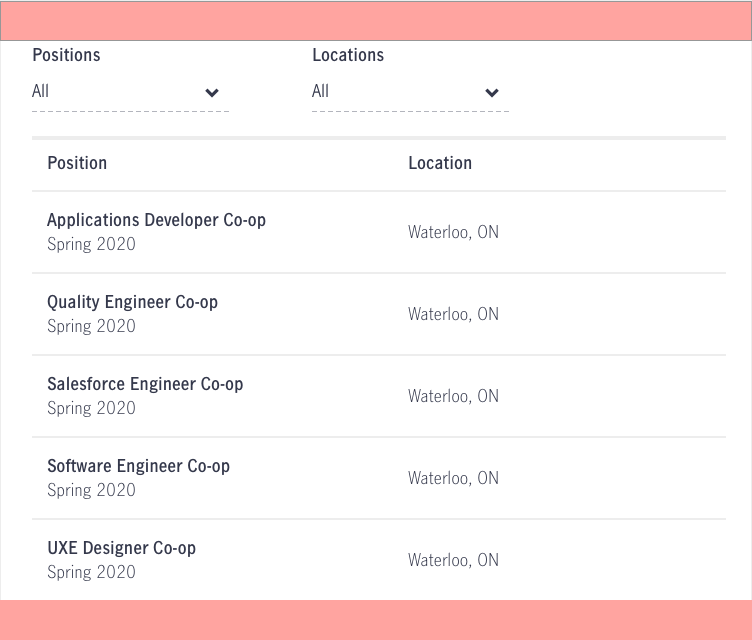 Positions Locations
All All
Position Location
Applications Developer Co-op
Spring 2020
Waterloo, ON
Quality Engineer Co-op
Spring 2020
Waterloo, ON
Salesforce Engineer Co-op
Spring 2020
Waterloo, ON
Software Engineer Co-op
Spring 2020
Waterloo, ON
UXE Designer Co-op
Spring 2020
Waterloo, ON